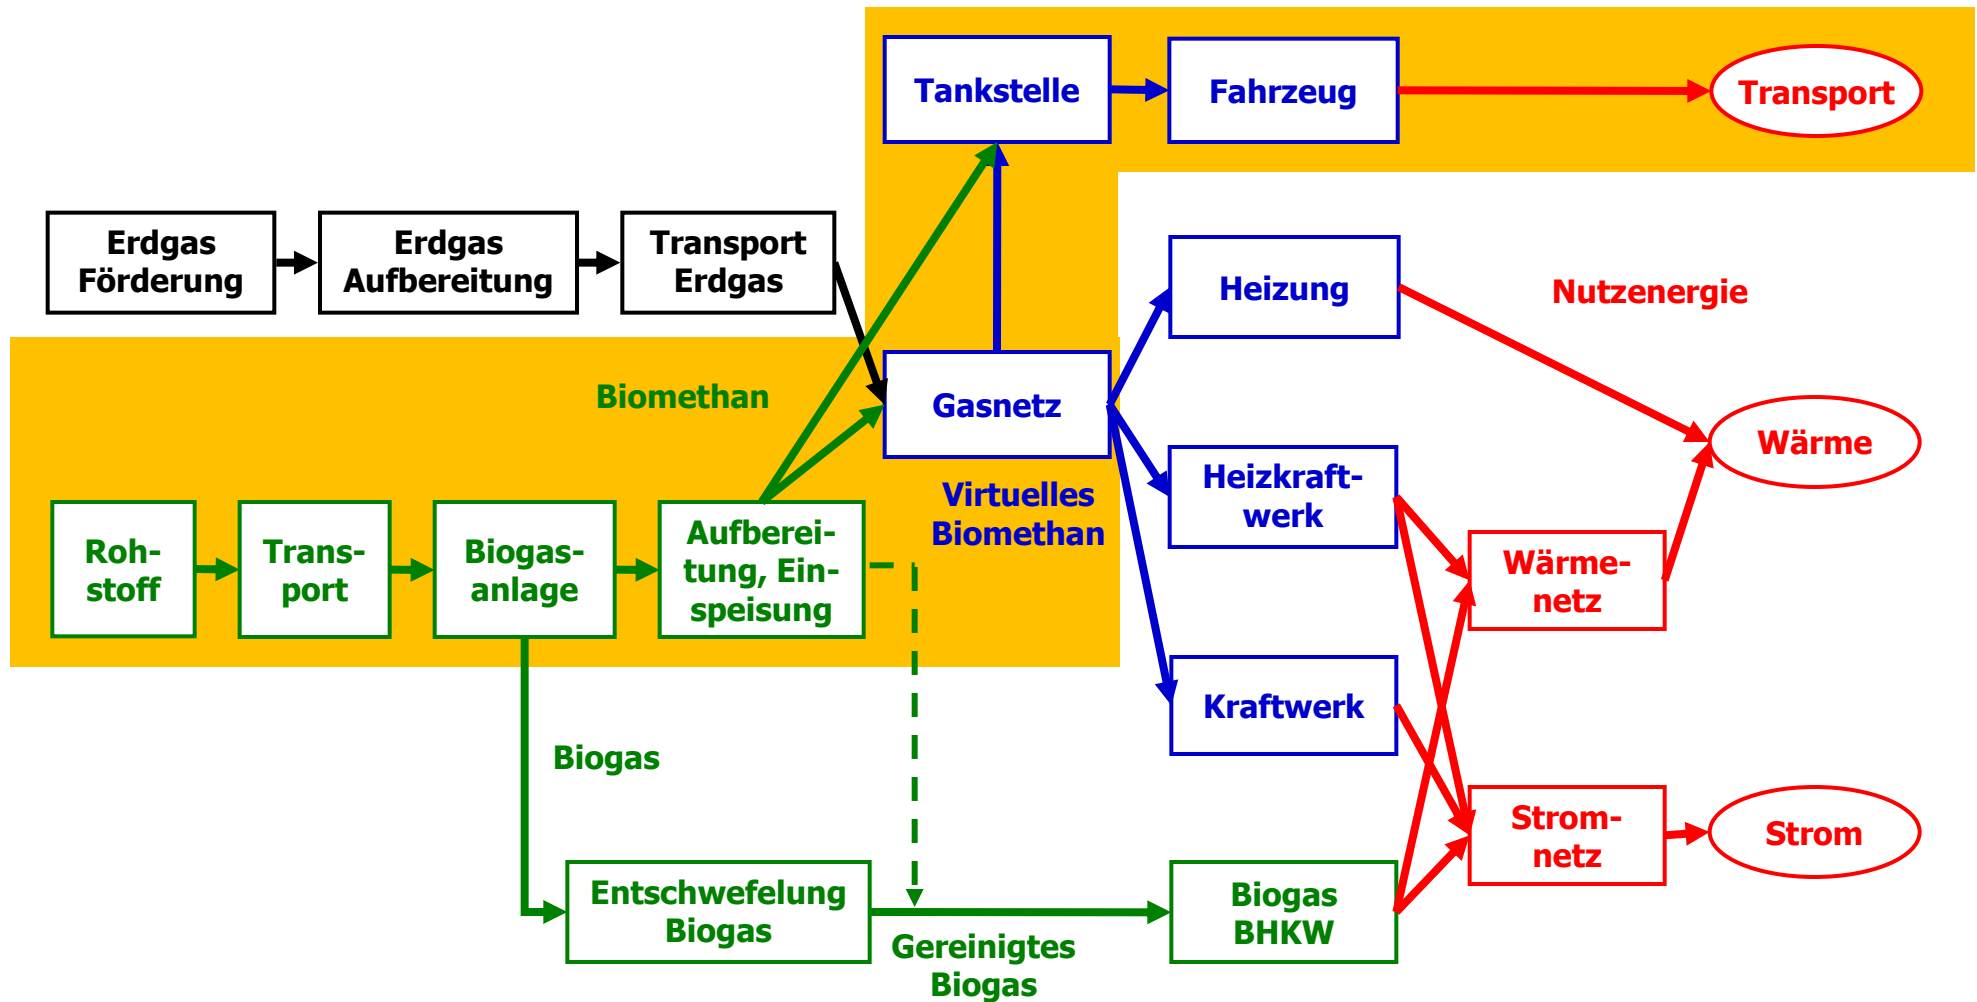 Tankstelle
Fahrzeug
Transport
Erdgas
Förderung
Erdgas
Aufbereitung
Transport
Erdgas
Heizung
Nutzenergie
Biomethan
Gasnetz
Wärme
Virtuelles
Biomethan
Heizkraft-
werk
Roh-
stoff
Trans-
port
Biogas-
anlage
Aufberei-
tung, Ein-
speisung
Wärme-
netz
Kraftwerk
Biogas
Strom-
netz
Strom
Entschwefelung
Biogas
Gereinigtes
Biogas
Biogas
BHKW